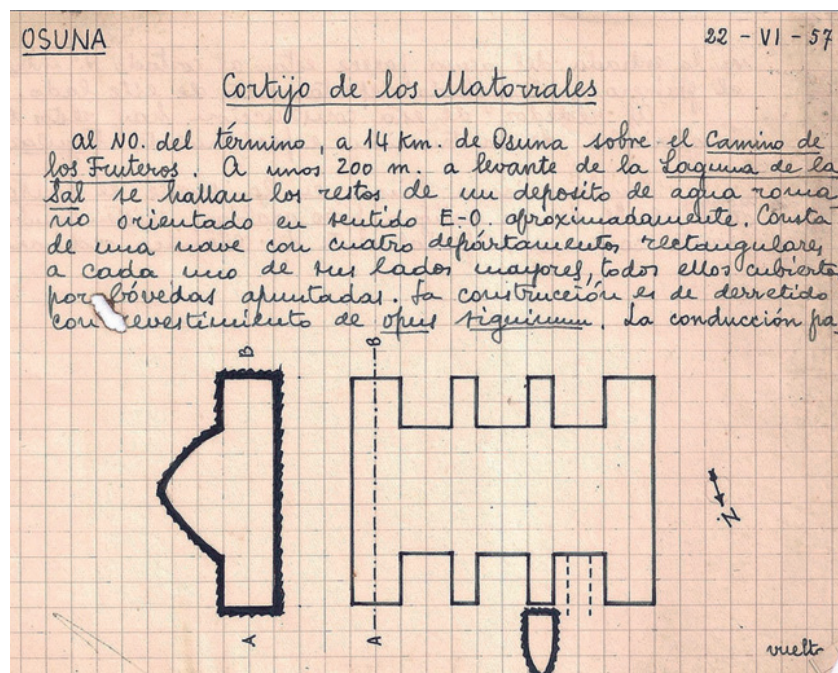 OSUNA
22 - VI - 57
Cortijo de los Matorrales
al NO. del término, a 14 Km. de Osuna sobre el Camino de
los Fruteros. A unos 200 m. a levante de la Laguna de la
Sal se hallan los restos de un deposito de agua roma
no orientado en sentido E-O. aproximadamente. Consta
de una nave con cuatro departamentos rectangulares,
a cada uno de sus lados mayores, todos ellos cubierta
por bóvedas apuntadas. La construcción es de derretido
con revestimiento de opus signinum. La conducción pa
B
B
N
A
A
vuelto